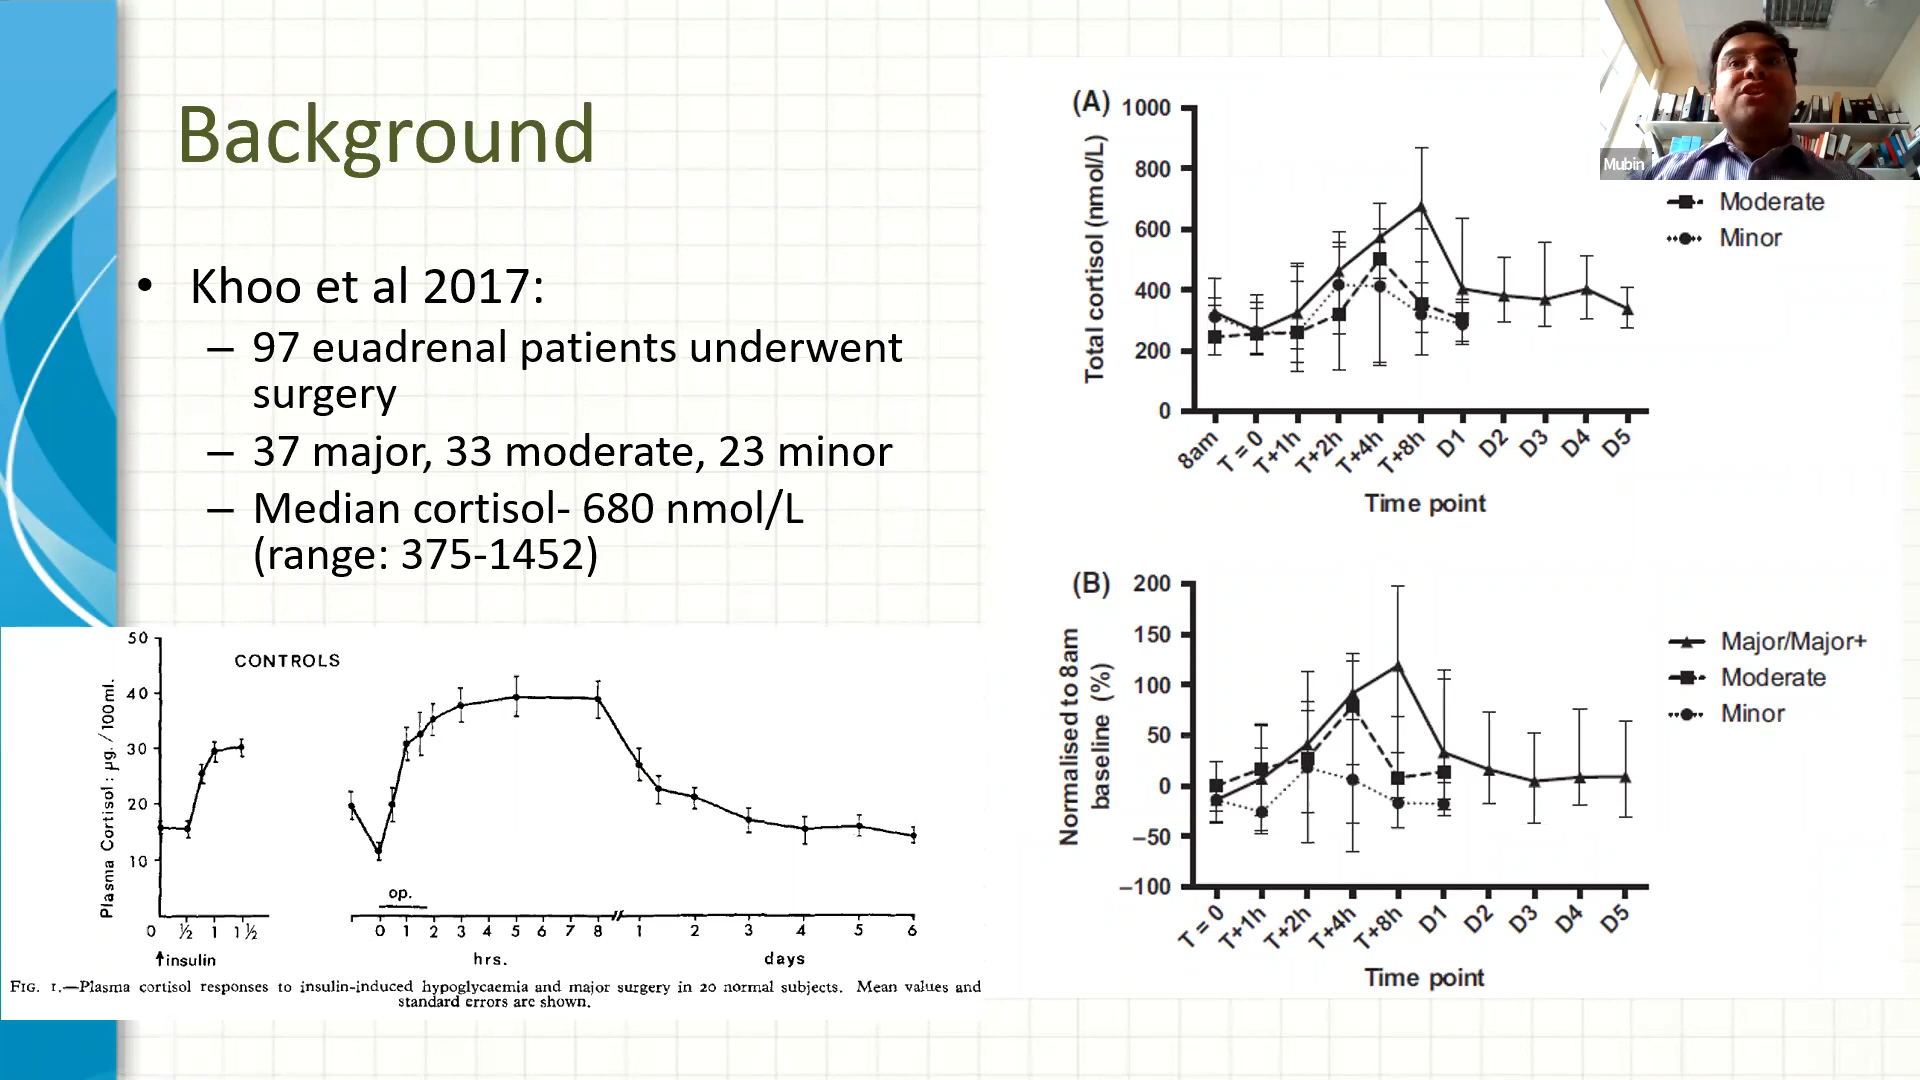 Background
• Khoo et al 2017:
– 97 euadrenal patients underwent
surgery
– 37 major, 33 moderate, 23 minor
– Median cortisol- 680 nmol/L
(range: 375-1452)
50
40
30
20
10
Plasma Cortisol : µg. / 100ml.
CONTROLS
op.
0 ½ 1 1½
0 1 2 3 4 5 6 7 8 1 2 3 4 5 6
insulin
hrs.
days
FIG. 1.—Plasma cortisol responses to insulin-induced hypoglycaemia and major surgery in 20 normal subjects. Mean values and
standard errors are shown.
(A)
1000
800
600
400
200
0
Total cortisol (nmol/L)
8am T = 0 T+1h T+2h T+4h T+8h D1 D2 D3 D4 D5
Time point
Moderate
Minor
Mubin
(B)
200
150
100
50
0
–50
–100
Normalised to 8am
baseline (%)
T = 0 T+1h T+2h T+4h T+8h D1 D2 D3 D4 D5
Time point
Major/Major+
Moderate
Minor